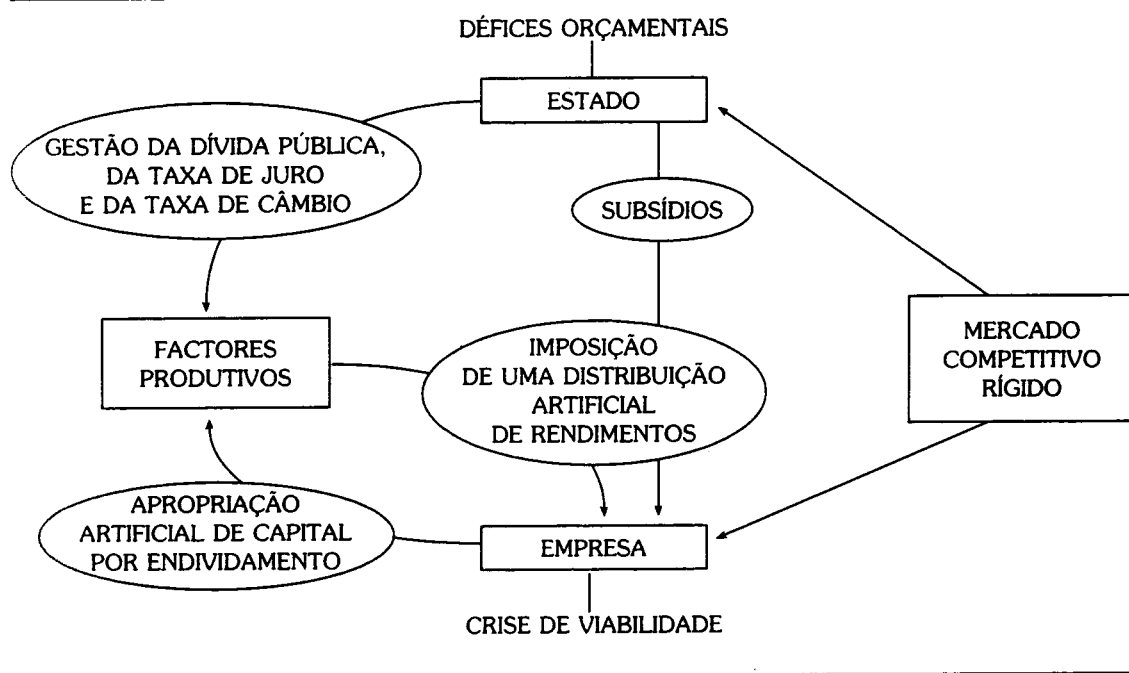 DÉFICES ORÇAMENTAIS
ESTADO
GESTÃO DA DÍVIDA PÚBLICA,
DA TAXA DE JURO
E DA TAXA DE CÂMBIO
SUBSÍDIOS
FACTORES
PRODUTIVOS
IMPOSIÇÃO
DE UMA DISTRIBUIÇÃO
ARTIFICIAL
DE RENDIMENTOS
MERCADO
COMPETITIVO
RÍGIDO
APROPRIAÇÃO
ARTIFICIAL DE CAPITAL
POR ENDIVIDAMENTO
EMPRESA
CRISE DE VIABILIDADE